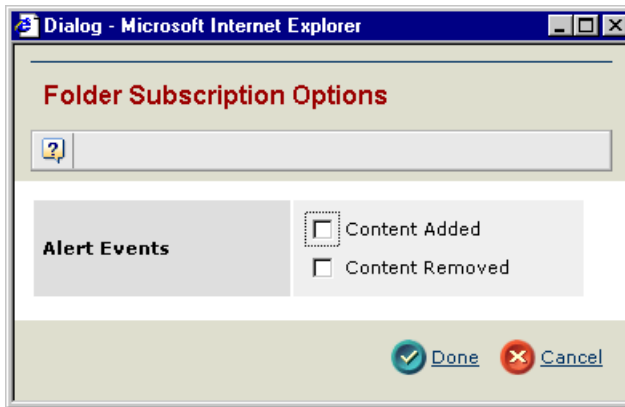 Dialog - Microsoft Internet Explorer
Folder Subscription Options
Alert Events
Content Added
Content Removed
Done
Cancel